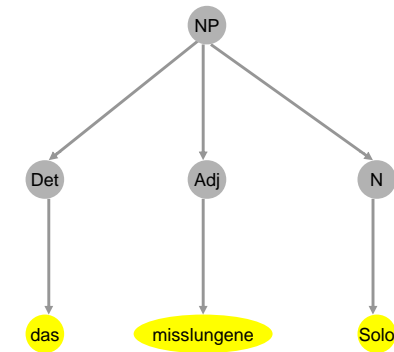 NP
Det Adj N
das misslungene Solo